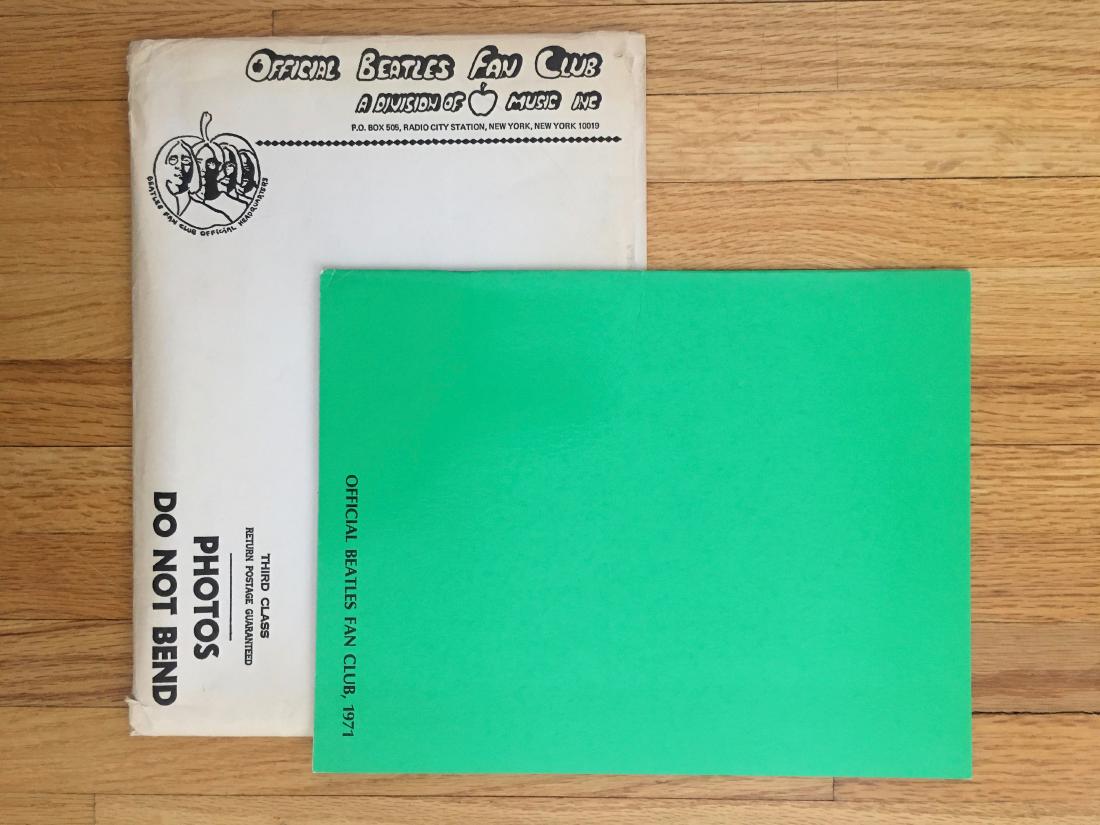 OFFICIAL BEATLES FAN CLUB
A DIVISION OF MUSIC INC
P.O. BOX 505, RADIO CITY STATION, NEW YORK, NEW YORK 10019
BEATLES FAN CLUB OFFICIAL HEADQUARTERS
THIRD CLASS
RETURN POSTAGE GUARANTEED
PHOTOS
DO NOT BEND
OFFICIAL BEATLES FAN CLUB, 1971